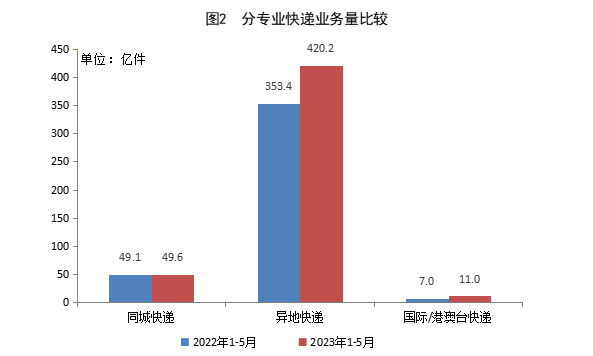 图2 分专业快递业务量比较
单位：亿件
450
400
350
300
250
200
150
100
50
0
49.1
49.6
353.4
420.2
7.0
11.0
同城快递
异地快递
国际/港澳台快递
2022年1-5月
2023年1-5月